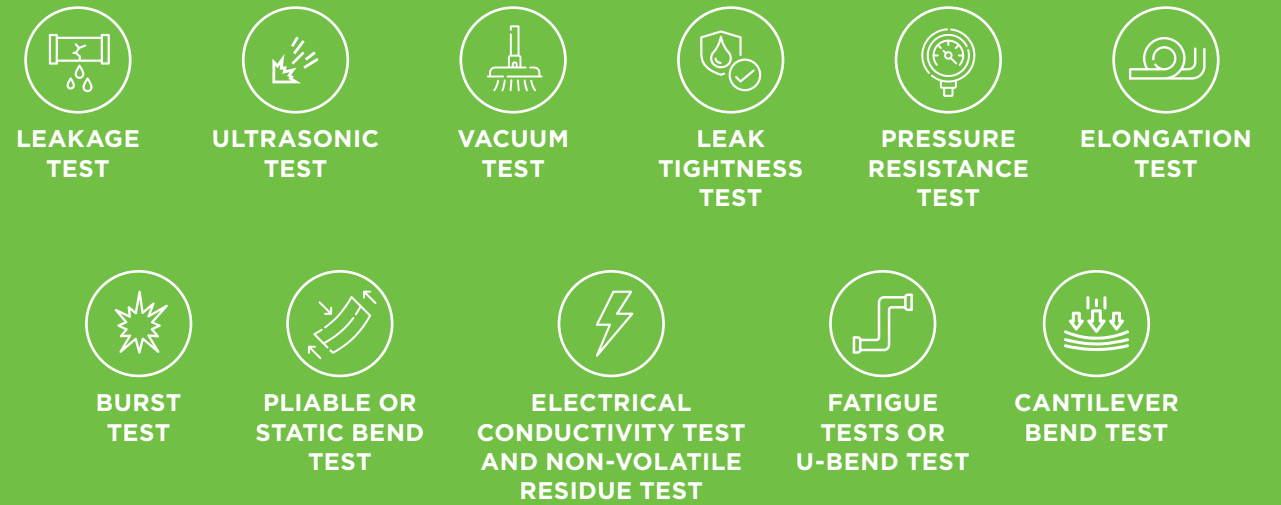 LEAKAGE
TEST
ULTRASONIC
TEST
VACUUM
TEST
LEAK
TIGHTNESS
TEST
PRESSURE
RESISTANCE
TEST
ELONGATION
TEST
BURST
TEST
PLIABLE OR
STATIC BEND
TEST
ELECTRICAL
CONDUCTIVITY TEST
AND NON-VOLATILE
RESIDUE TEST
FATIGUE
TESTS OR
U-BEND TEST
CANTILEVER
BEND TEST